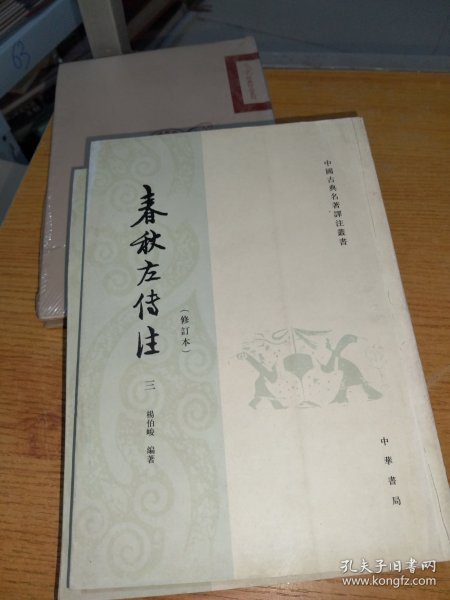 中國古典名著譯注叢書
春秋左传注
（修訂本）
三
楊伯峻 編著
中華書局
孔夫子旧书网
www.kongfz.com